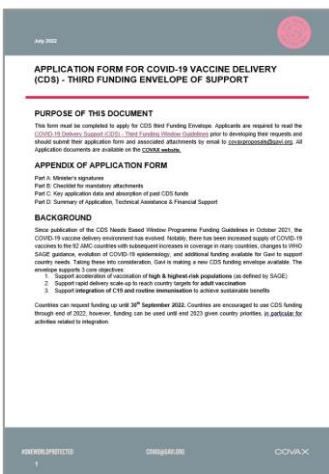 July 2022
APPLICATION FORM FOR COVID-19 VACCINE DELIVERY
(CDS) - THIRD FUNDING ENVELOPE OF SUPPORT
PURPOSE OF THIS DOCUMENT
This form must be completed to apply for CDS third Funding Envelope. Applicants are required to read the
COVID-19 Delivery Support (CDS) - Third Funding Window Guidelines prior to developing their requests and
should submit their application form and associated attachments by email to covaxproposals@gavi.org. All
Application documents are available on the COVAX website.
APPENDIX OF APPLICATION FORM
Part A: Minister's signatures
Part B: Checklist for mandatory attachments
Part C: Key application data and absorption of past CDS funds
Part D: Summary of Application, Technical Assistance & Financial Support
BACKGROUND
Since publication of the CDS Needs Based Window Programme Funding Guidelines in October 2021, the
COVID-19 vaccine delivery environment has evolved. Notably, there has been increased supply of COVID-19
vaccines to the 92 AMC countries with subsequent increases in coverage in many countries, changes to WHO
SAGE guidance, evolution of COVID-19 epidemiology, and additional funding available for Gavi to support
country needs. Taking these into consideration, Gavi is making a new CDS funding envelope available. The
envelope supports 3 core objectives:
1. Support acceleration of vaccination of high & highest-risk populations (as defined by SAGE)
2. Support rapid delivery scale-up to reach country targets for adult vaccination
3. Support integration of C19 and routine immunisation to achieve sustainable benefits
Countries can request funding up until 30th September 2022. Countries are encouraged to use CDS funding
through end of 2022, however, funding can be used until end 2023 given country priorities, in particular for
activities related to integration.
#ONEWORLDPROTECTED
COVID@GAVI.ORG
COVAX
1